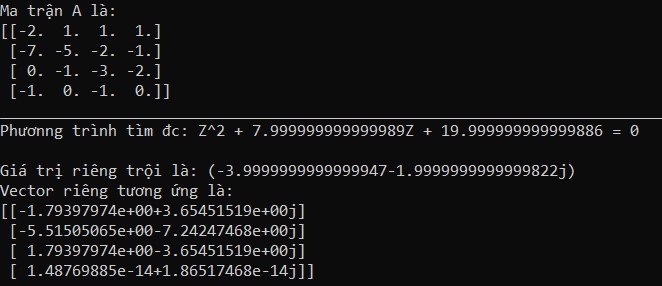 Ma trận A là:
[[-2.  1.  1.  1.]
 [-7. -5. -2. -1.]
 [ 0. -1. -3. -2.]
 [-1.  0. -1.  0.]]
Phươnng trình tìm đc: Z^2 + 7.999999999999989Z + 19.999999999999886 = 0
Giá trị riêng trội là: (-3.9999999999999947-1.9999999999999822j)
Vector riêng tương ứng là:
[[-1.79397974e+00+3.65451519e+00j]
 [-5.51505065e+00-7.24247468e+00j]
 [ 1.79397974e+00-3.65451519e+00j]
 [ 1.48769885e-14+1.86517468e-14j]]